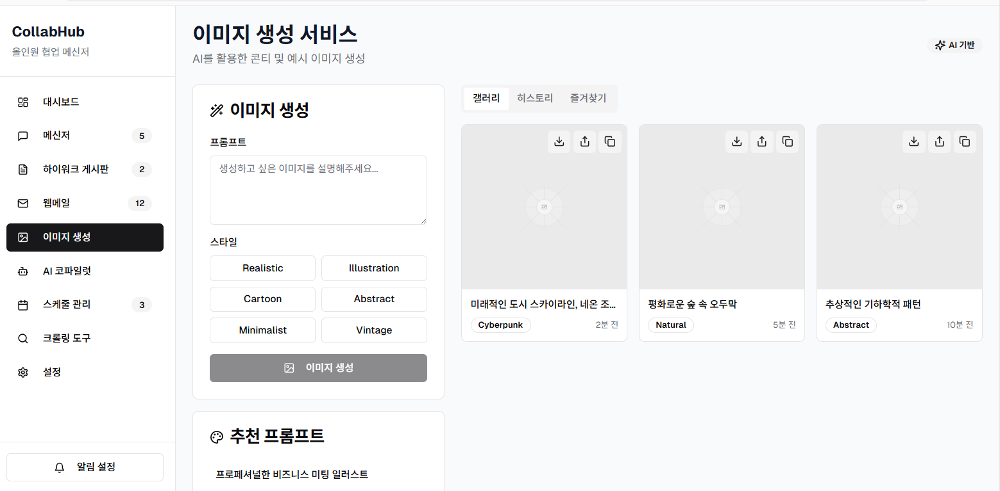 CollabHub
올인원 협업 메신저
대시보드
메신저 5
하이워크 게시판 2
웹메일 12
이미지 생성
AI 코파일럿
스케줄 관리 3
크롤링 도구
설정
알림 설정
이미지 생성 서비스
AI를 활용한 콘티 및 예시 이미지 생성
AI 기반
이미지 생성
프롬프트
생성하고 싶은 이미지를 설명해주세요...
스타일
Realistic Illustration
Cartoon Abstract
Minimalist Vintage
이미지 생성
추천 프롬프트
프로페셔널한 비즈니스 미팅 일러스트
갤러리 히스토리 즐겨찾기
미래적인 도시 스카이라인, 네온 조...
Cyberpunk 2분 전
평화로운 숲 속 오두막
Natural 5분 전
추상적인 기하학적 패턴
Abstract 10분 전